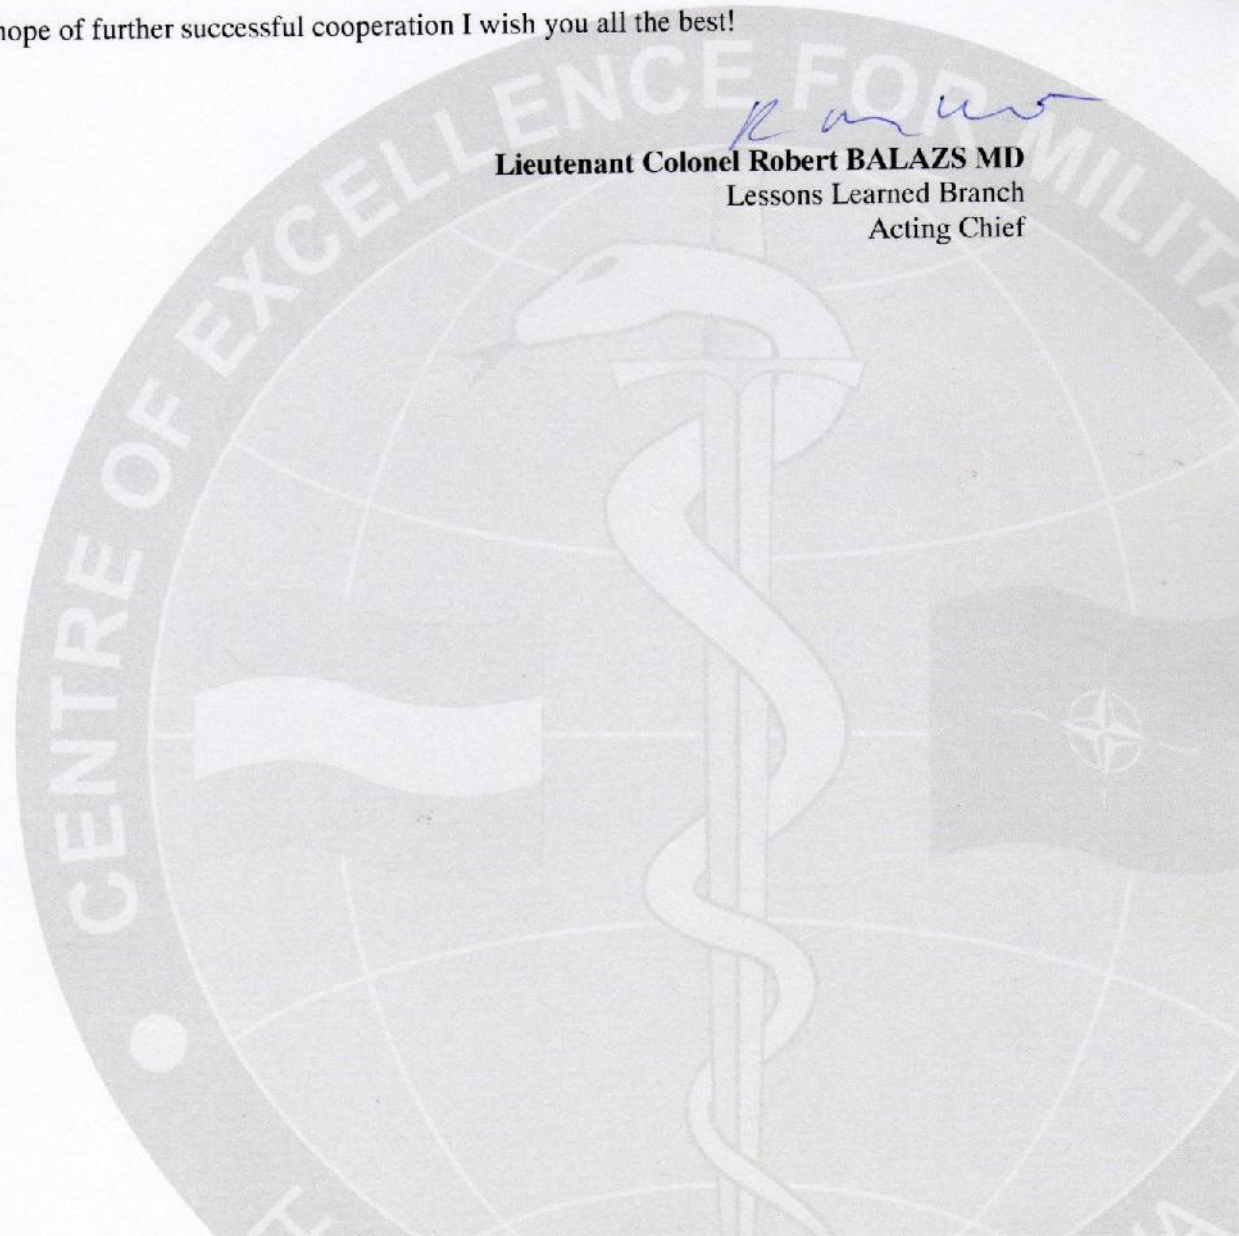 hope of further successful cooperation I wish you all the best!
Lieutenant Colonel Robert BALAZS MD
Lessons Learned Branch
Acting Chief
CENTRE OF EXCELLENCE FOR MILITA